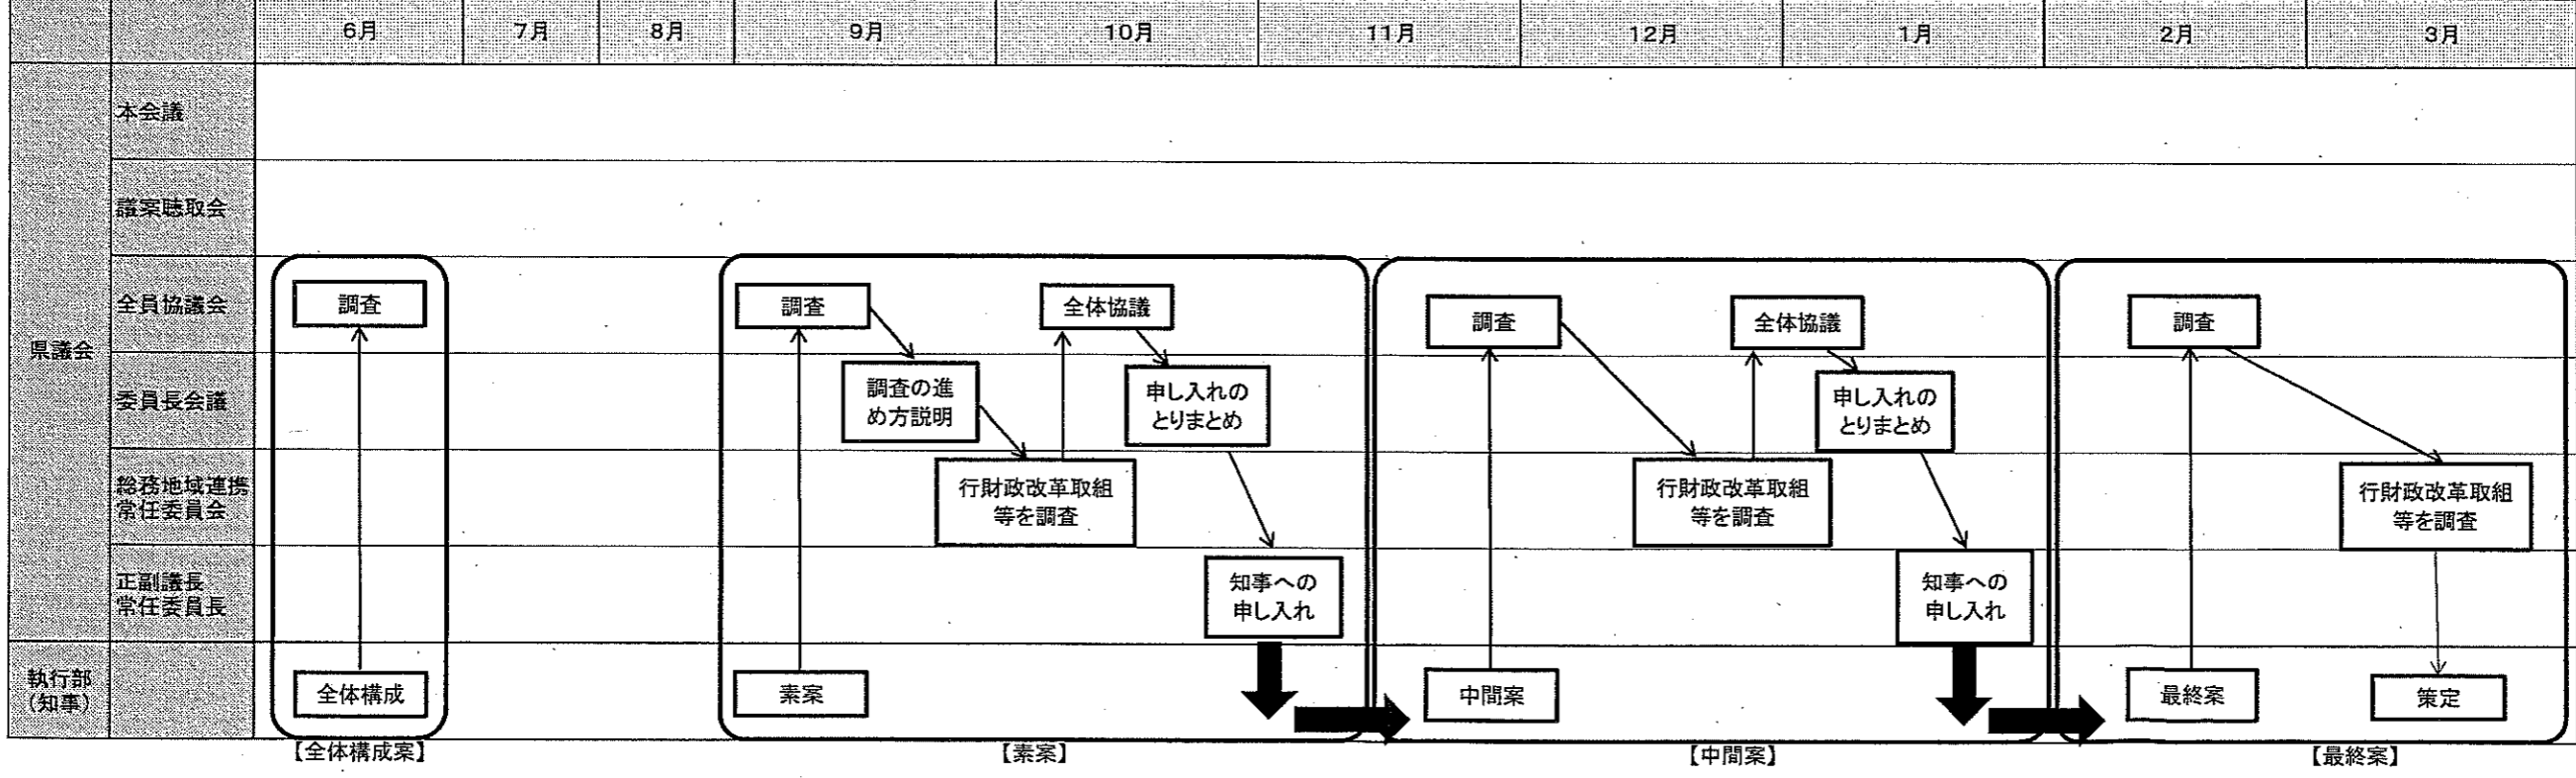 6月
7月
8月
9月
10月
11月
12月
1月
2月
3月
県議会
本会議
議案聴取会
全員協議会
調査
調査
全体協議
調査
全体協議
調査
委員長会議
調査の進
め方説明
申し入れの
とりまとめ
申し入れの
とりまとめ
総務地域連携
常任委員会
行財政改革取組
等を調査
行財政改革取組
等を調査
行財政改革取組
等を調査
正副議長
常任委員長
知事への
申し入れ
知事への
申し入れ
執行部
（知事）
全体構成
素案
中間案
最終案
策定
【全体構成案】
【素案】
【中間案】
【最終案】